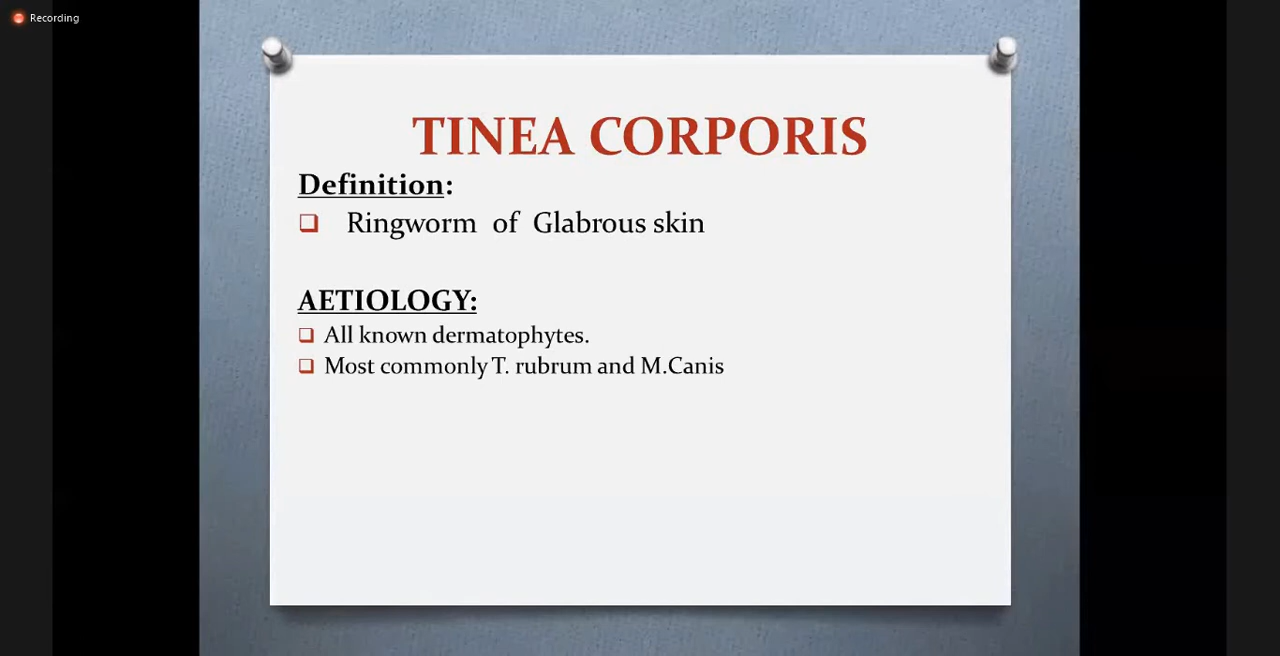 Recording
TINEA CORPORIS
Definition:
Ringworm of Glabrous skin
AETIOLOGY:
All known dermatophytes.
Most commonly T. rubrum and M.Canis